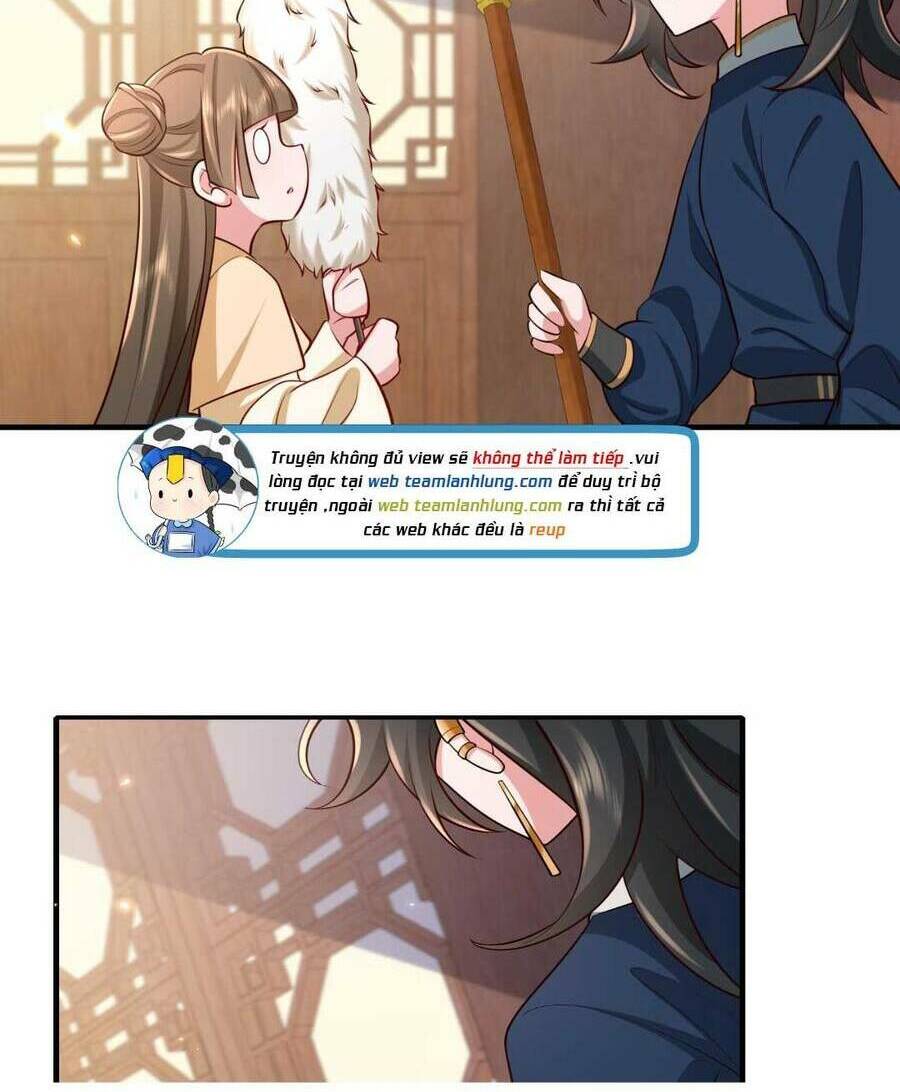 Truyện không đủ view sẽ không thể làm tiếp .vui
lòng đọc tại web teamlanhlung.com để duy trì bộ
truyện ,ngoài web teamlanhlung.com ra thì tất cả
các web khác đều là reup